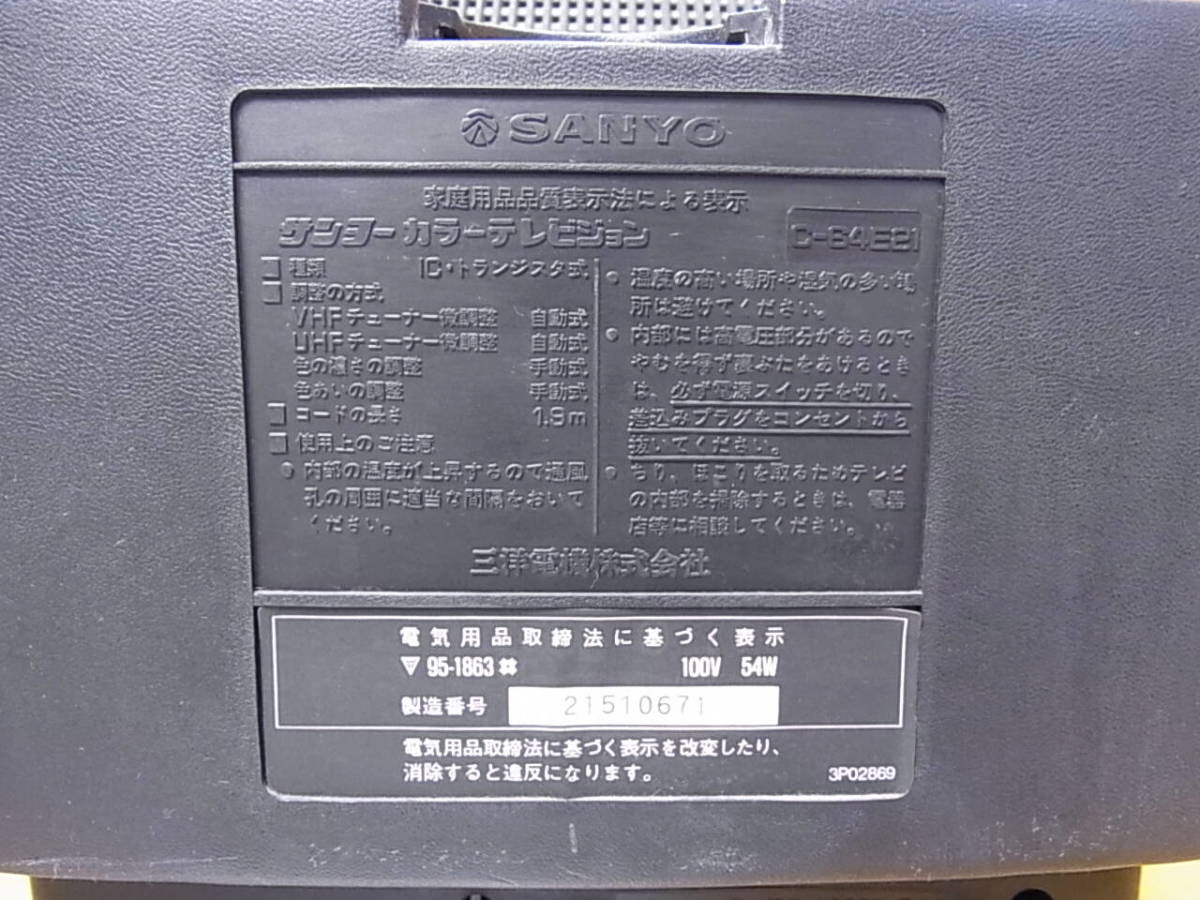 SANYO
家庭用品品質表示法による表示
サンヨーカラーテレビジョン
C-64E21
■ 種類 IC・トランジスタ式
■ 調整の方式
VHFチューナー微調整 自動式
UHFチューナー微調整 自動式
色の濃さの調整 手動式
色あいの調整 手動式
■ コードの長さ 1.9m
■ 使用上のご注意
● 内部の温度が上昇するので通風
孔の周囲に適当な間隔をおいて
ください。
● 温度の高い場所や湿気の多い場
所は避けてください。
● 内部には高電圧部分があるので
やむを得ず裏ぶたをあけるとき
は、必ず電源スイッチを切り、
差込みプラグをコンセントから
抜いてください。
● ちり、ほこりを取るためテレビ
の内部を掃除するときは、電器
店等に相談してください。
三洋電機株式会社
電気用品取締法に基づく表示
95-1863 100V 54W
製造番号 21510671
電気用品取締法に基づく表示を改変したり、
消除すると違反になります。
3P02869